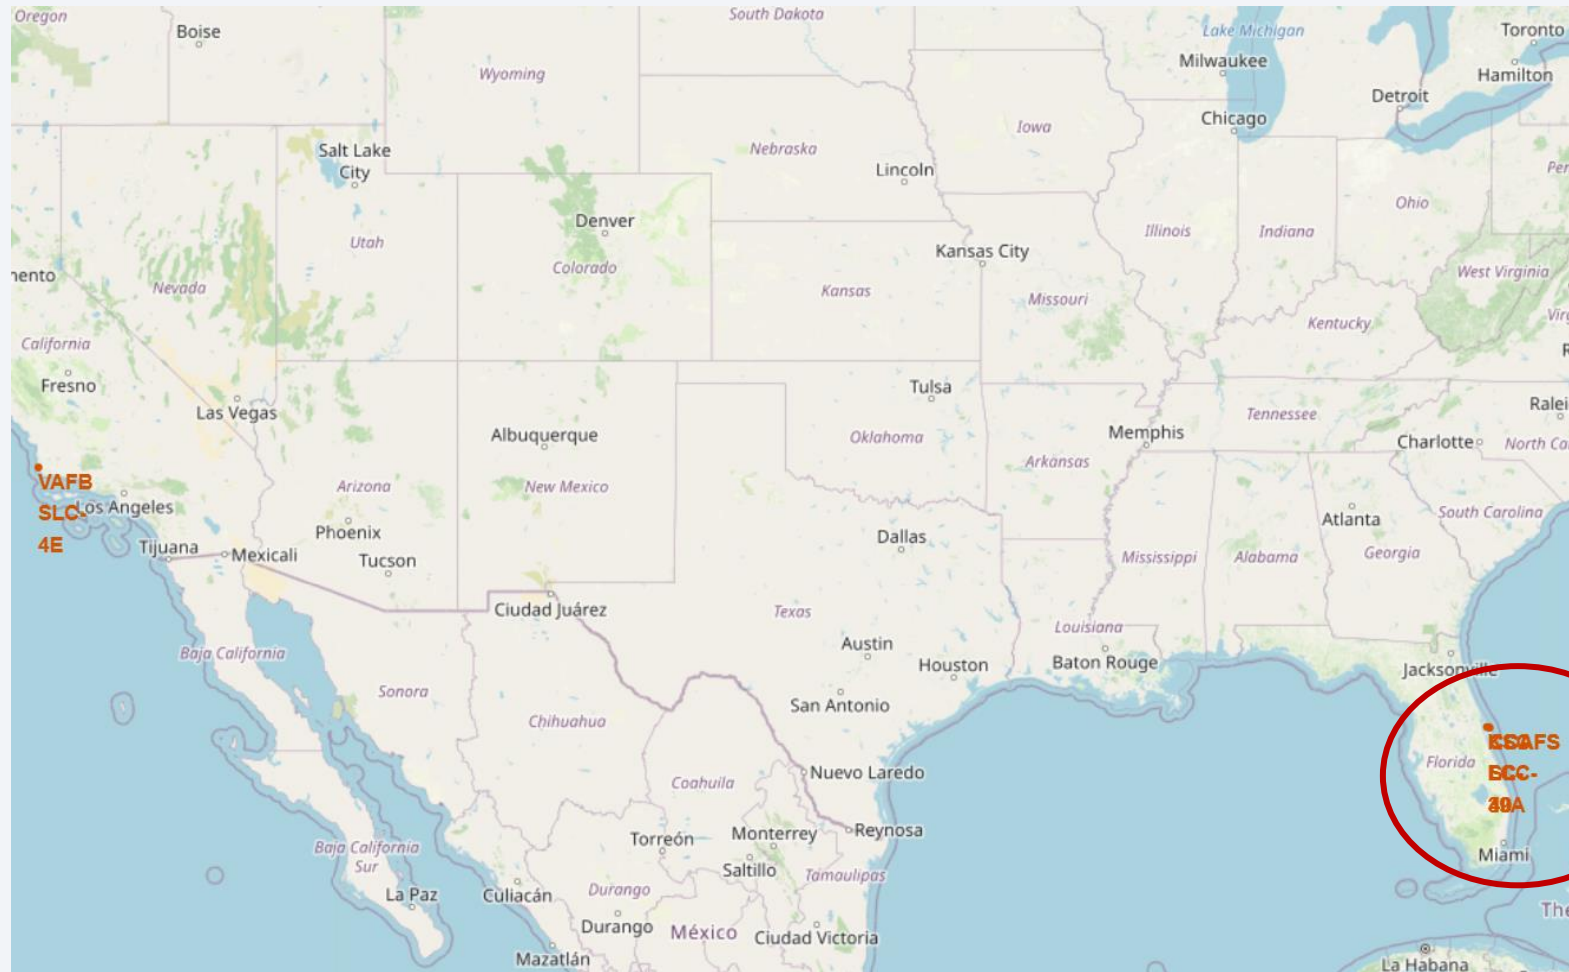 Oregon
Boise
South Dakota
Lake Michigan
Toronto
Milwaukee
Hamilton
Wyoming
Detroit
Chicago
Iowa
Salt Lake
City
Nebraska
Lincoln
Ohio
Denver
Utah
Illinois
Indiana
Kansas City
Colorado
West Virginia
Nevada
Kansas
Missouri
Kentucky
California
Fresno
Las Vegas
Tulsa
Tennessee
Albuquerque
Oklahoma
Memphis
Charlotte
Arkansas
VAFB
SLC-
4E
Los Angeles
Arizona
New Mexico
Phoenix
Dallas
Atlanta
South Carolina
Tijuana
Mexicali
Tucson
Mississippi
Alabama
Georgia
Ciudad Juárez
Texas
Louisiana
Baja California
Austin
Houston
Baton Rouge
Jacksonville
Sonora
San Antonio
Chihuahua
Florida
Coahuila
Nuevo Laredo
Torreón
Monterrey
Reynosa
Baja California
Sur
Saltillo
Tamaulipas
Miami
La Paz
Culiacán
Durango
Durango
México
Ciudad Victoria
Mazatlán
La Habana